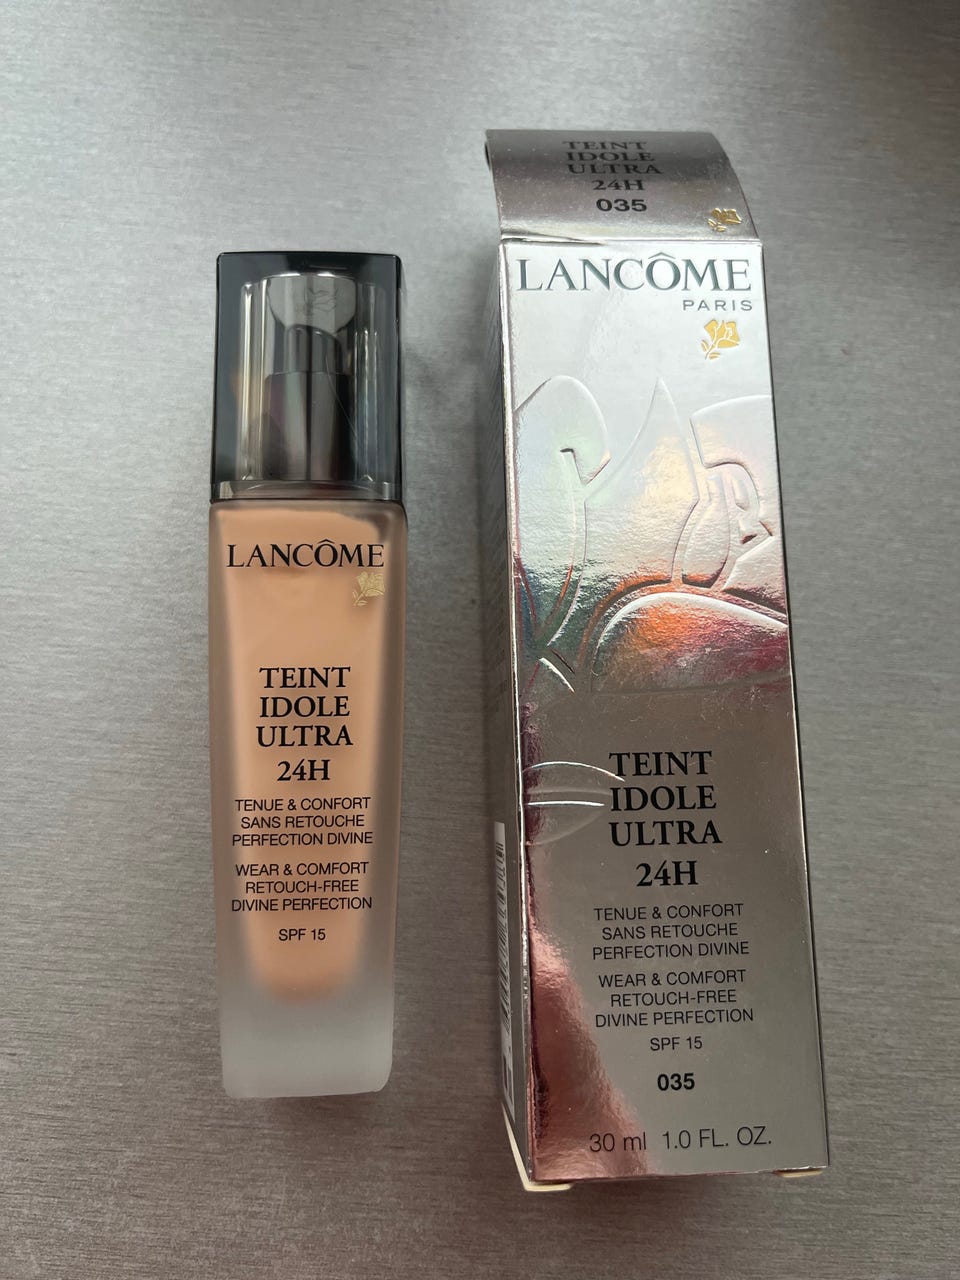 LANCÔME
TEINT
IDOLE
ULTRA
24H
TENUE & CONFORT
SANS RETOUCHE
PERFECTION DIVINE
WEAR & COMFORT
RETOUCH-FREE
DIVINE PERFECTION
SPF 15
TEINT
IDOLE
ULTRA
24H
035
LANCÔME
PARIS
TEINT
IDOLE
ULTRA
24H
TENUE & CONFORT
SANS RETOUCHE
PERFECTION DIVINE
WEAR & COMFORT
RETOUCH-FREE
DIVINE PERFECTION
SPF 15
035
30 ml 1.0 FL. OZ.